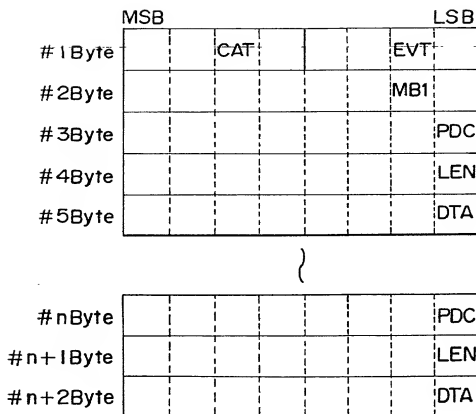 MSB LSB
#1Byte CAT EVT
#2Byte MB1
#3Byte PDC
#4Byte LEN
#5Byte DTA
#nByte PDC
#n+1Byte LEN
#n+2Byte DTA